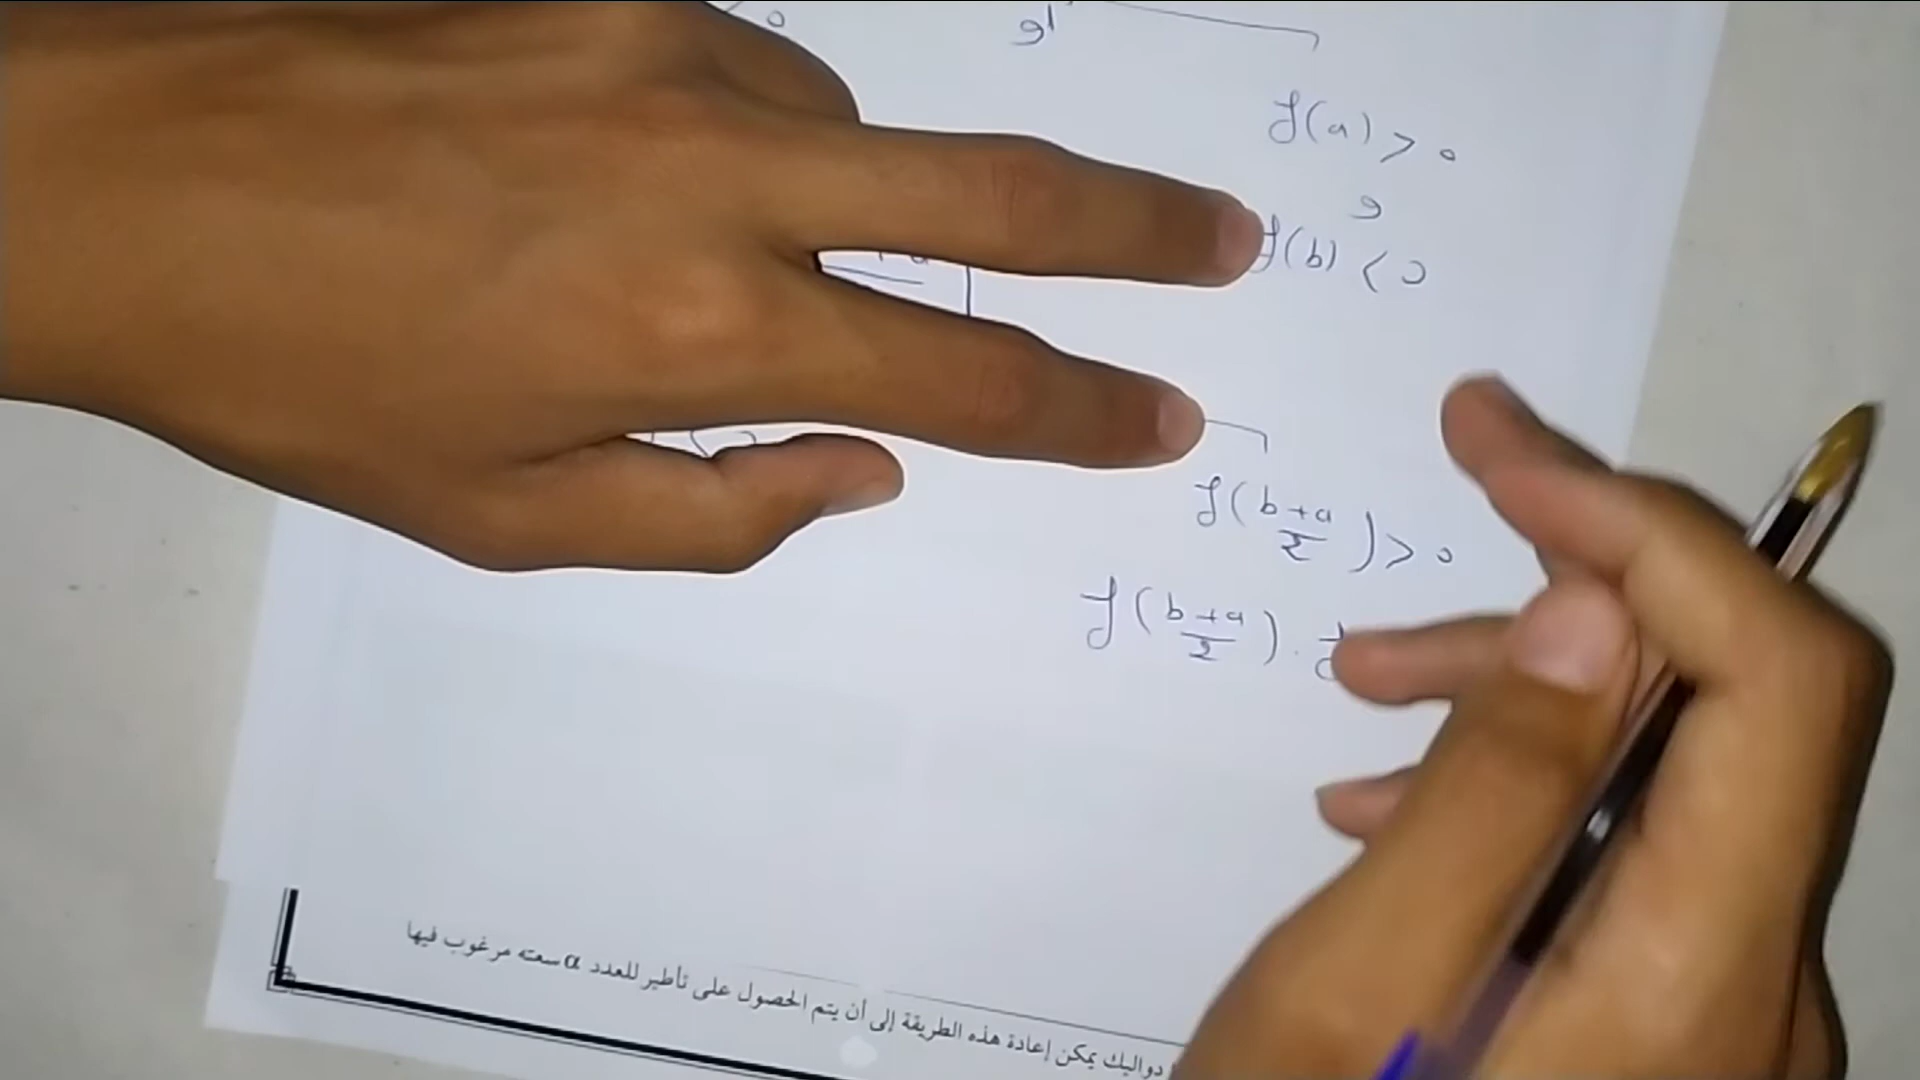 أو
f(a) > 0
و
f(b) < 0
f(b+a/2) > 0
f(b+a/2) .
دواليك يمكن إعادة هذه الطريقة إلى أن يتم الحصول على تأطير للعدد α سعته مرغوب فيها